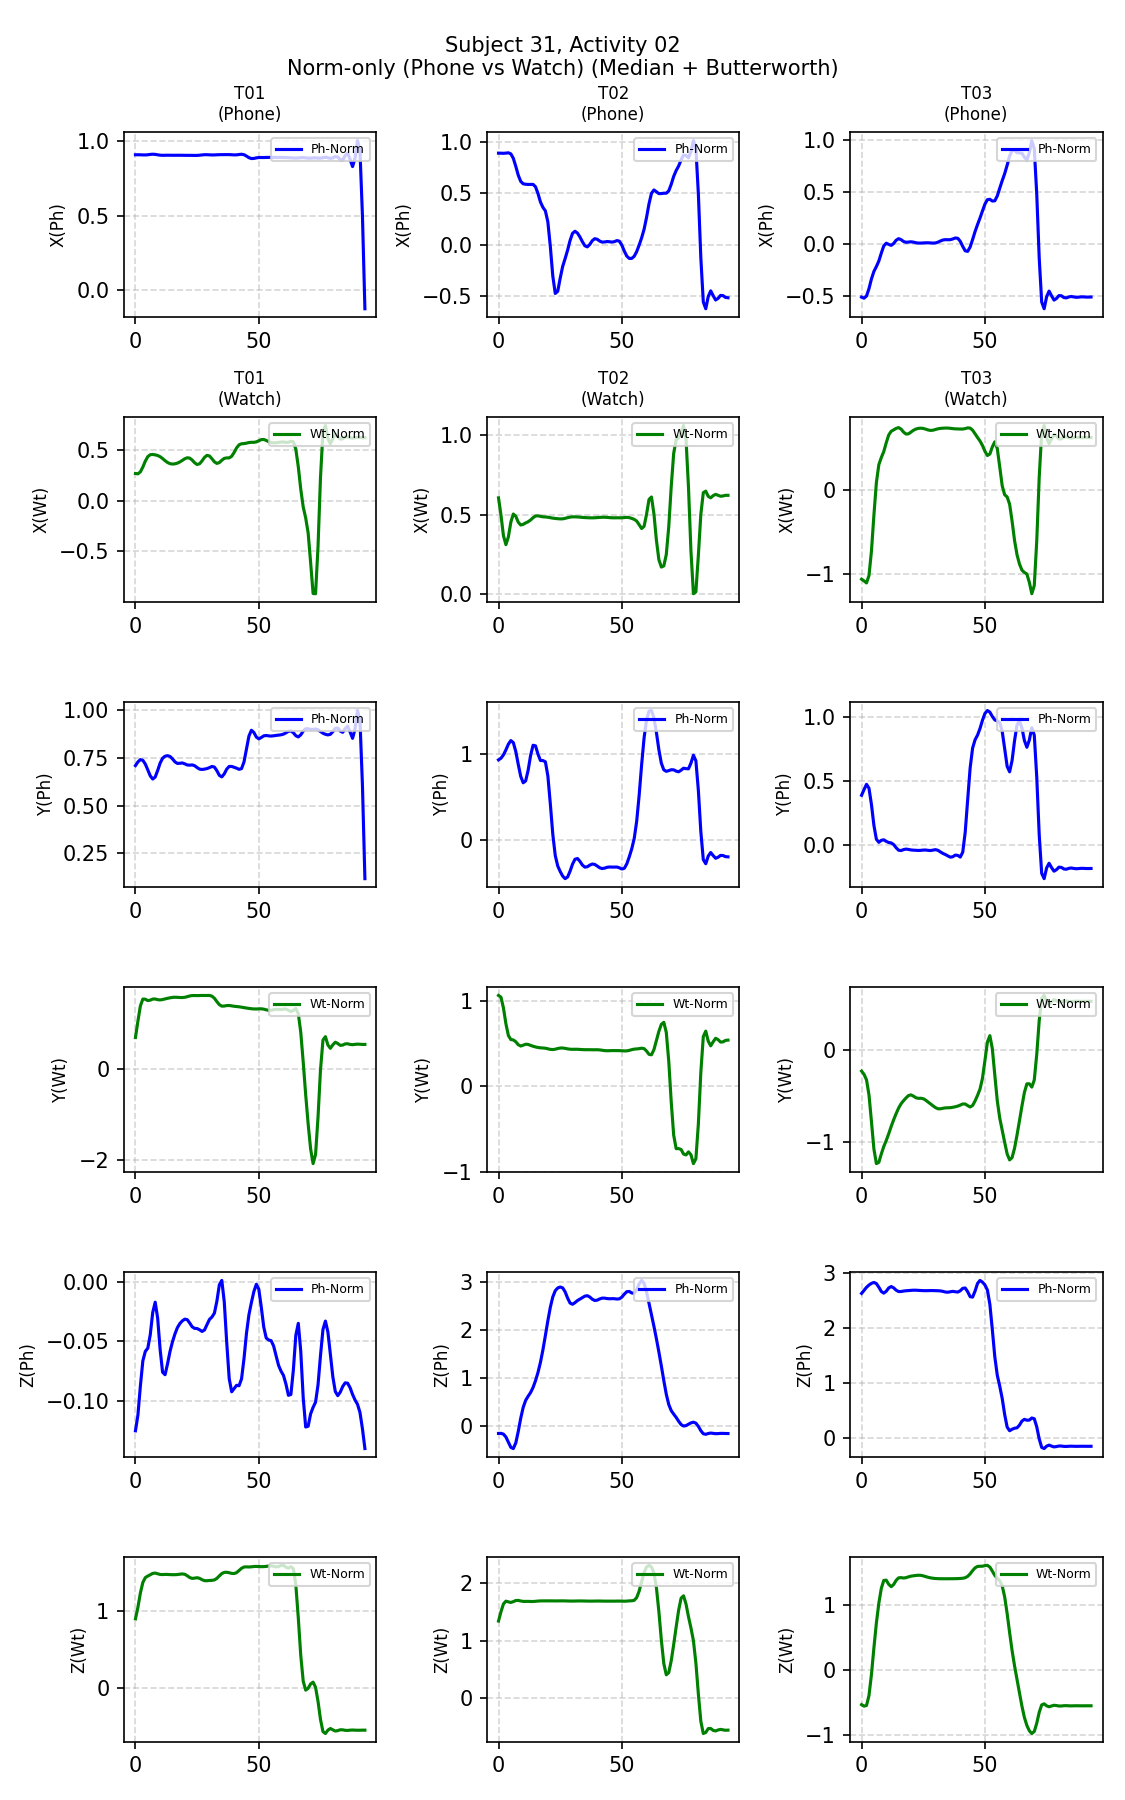 Subject 31, Activity 02
Norm-only (Phone vs Watch) (Median + Butterworth)
T01
(Phone)
T02
(Phone)
T03
(Phone)
X(Ph)
1.0
0.5
0.0
0
50
Ph-Norm
X(Ph)
1.0
0.5
0.0
−0.5
0
50
Ph-Norm
X(Ph)
1.0
0.5
0.0
−0.5
0
50
Ph-Norm
T01
(Watch)
T02
(Watch)
T03
(Watch)
X(Wt)
0.5
0.0
−0.5
0
50
Wt-Norm
X(Wt)
1.0
0.5
0.0
0
50
Wt-Norm
X(Wt)
0
−1
0
50
Wt-Norm
Y(Ph)
1.00
0.75
0.50
0.25
0
50
Ph-Norm
Y(Ph)
1
0
0
50
Ph-Norm
Y(Ph)
1.0
0.5
0.0
0
50
Ph-Norm
Y(Wt)
0
−2
0
50
Wt-Norm
Y(Wt)
1
0
−1
0
50
Wt-Norm
Y(Wt)
0
−1
0
50
Wt-Norm
Z(Ph)
0.00
−0.05
−0.10
0
50
Ph-Norm
Z(Ph)
3
2
1
0
0
50
Ph-Norm
Z(Ph)
3
2
1
0
0
50
Ph-Norm
Z(Wt)
1
0
0
50
Wt-Norm
Z(Wt)
2
1
0
0
50
Wt-Norm
Z(Wt)
1
0
−1
0
50
Wt-Norm